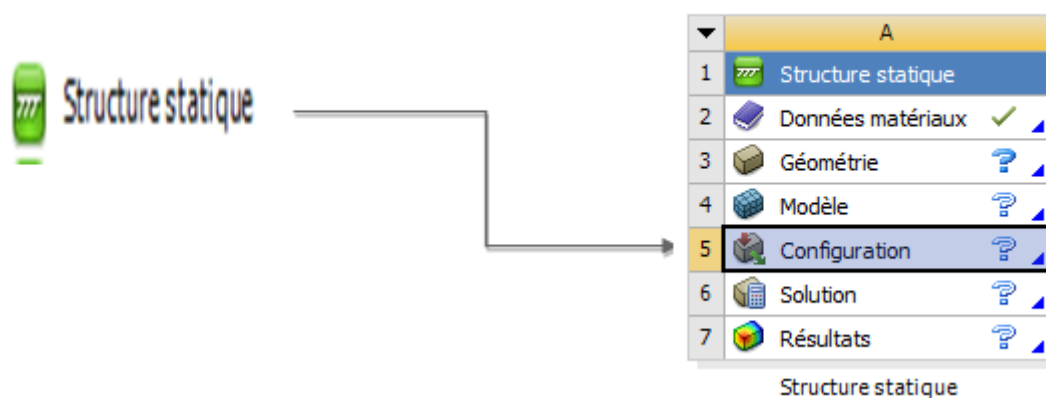 Structure statique
A
1 Structure statique
2 Données matériaux
3 Géométrie
4 Modèle
5 Configuration
6 Solution
7 Résultats
Structure statique